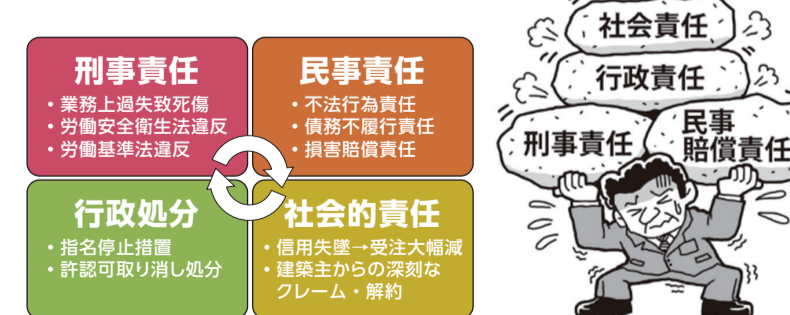 刑事責任
・業務上過失致死傷
・労働安全衛生法違反
・労働基準法違反
民事責任
・不法行為責任
・債務不履行責任
・損害賠償責任
行政処分
・指名停止措置
・許認可取り消し処分
社会的責任
・信用失墜→受注大幅減
・建築主からの深刻な
クレーム・解約
社会責任
行政責任
刑事責任
民事
賠償責任